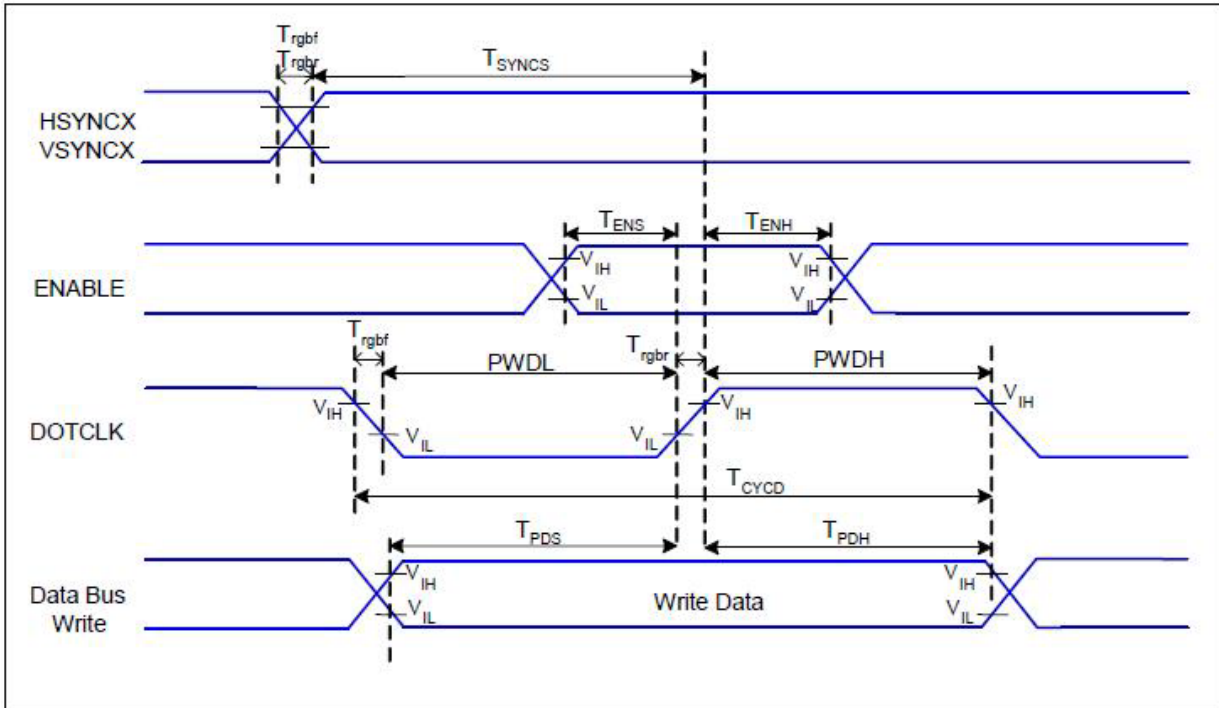 Trgbf
Trgbr
TSYNCS
HSYNCX
VSYNCX
TENS
TENH
VIH
VIH
ENABLE
VIL
VIL
Trgbf
Trgbr
PWDL
PWDH
VIH
VIH
VIH
DOTCLK
VIL
VIL
TCYCD
TPDS
TPDH
VIH
VIH
Data Bus
Write
Write Data
VIL
VIL